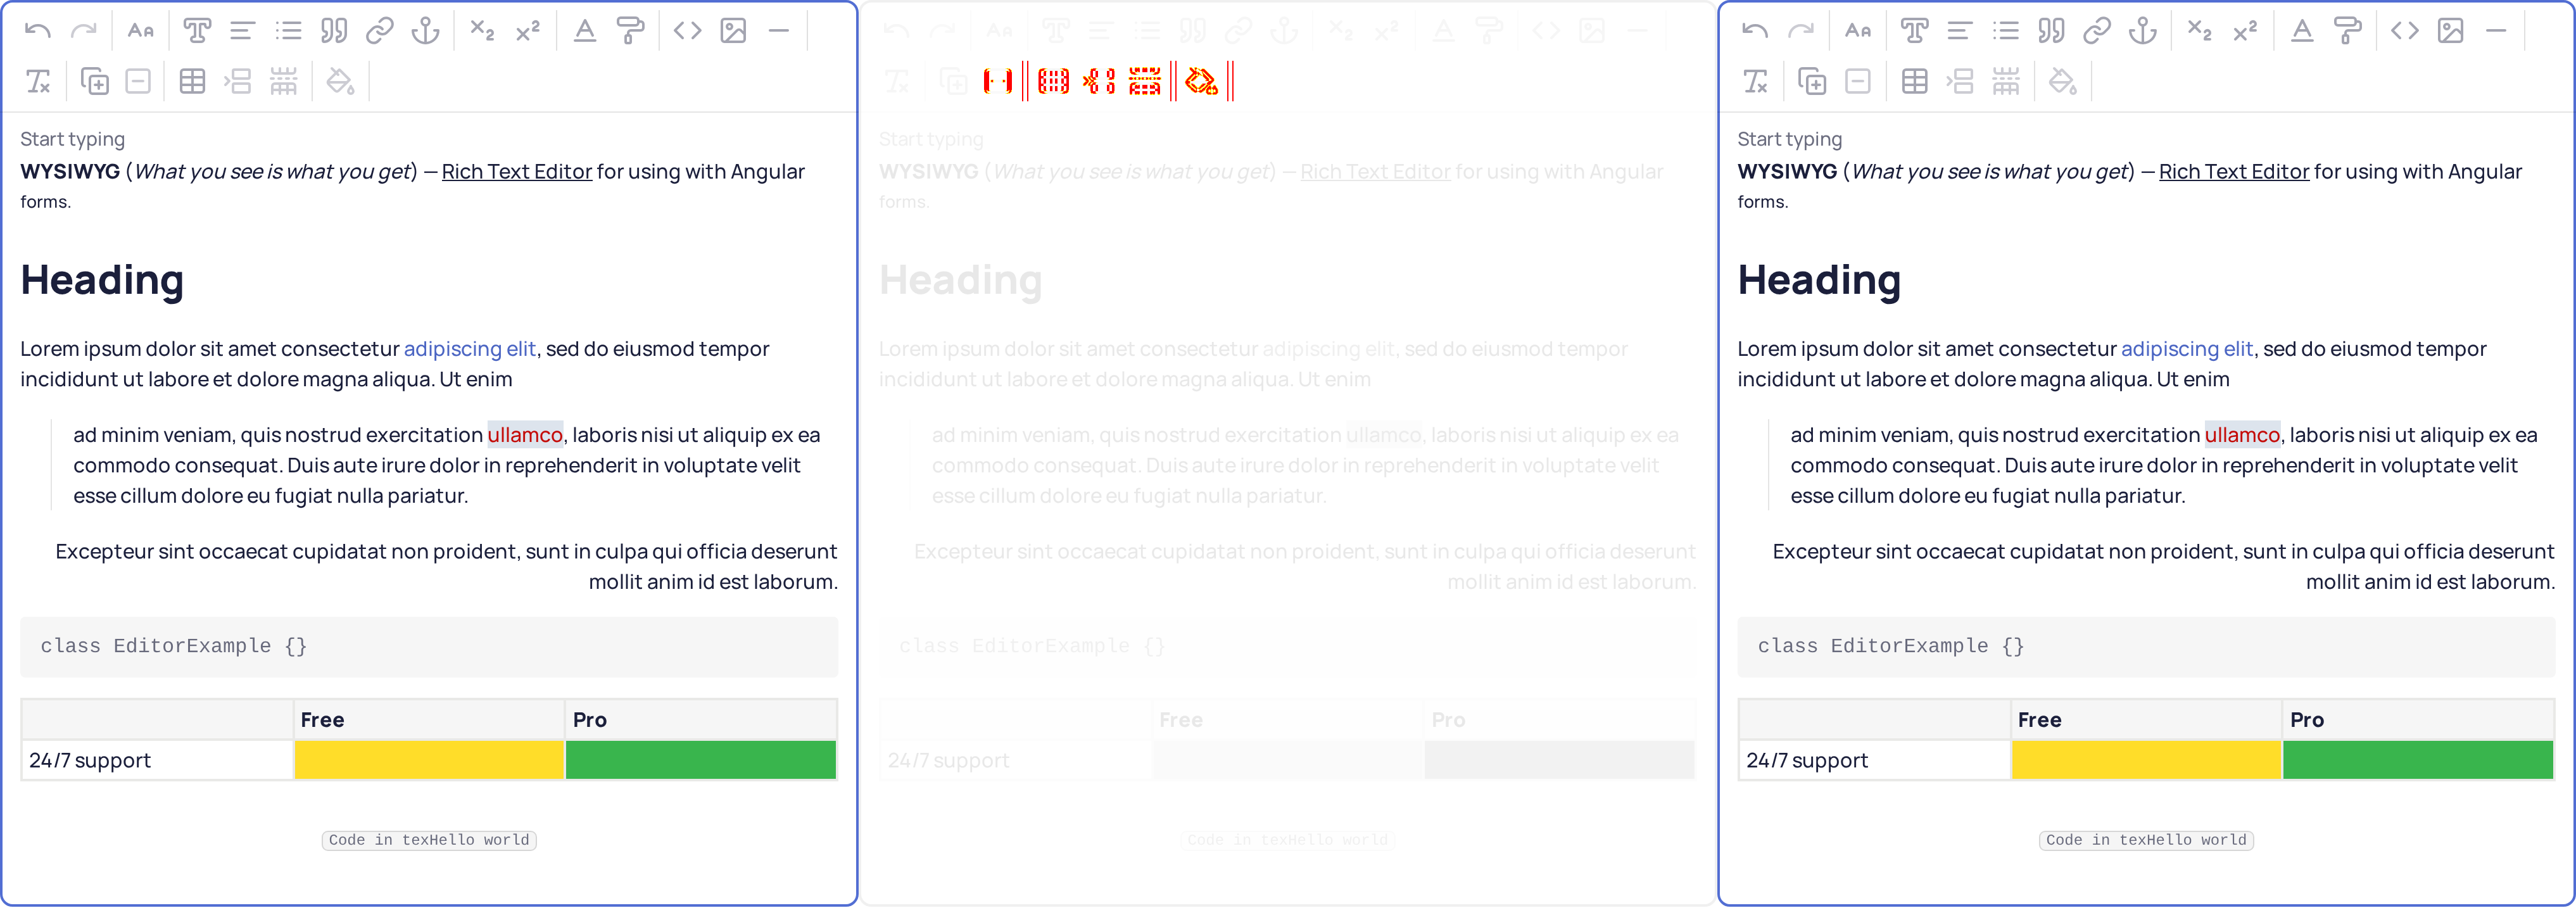 Start typing
WYSIWYG (What you see is what you get) — Rich Text Editor for using with Angular
forms.
Heading
Lorem ipsum dolor sit amet consectetur adipiscing elit, sed do eiusmod tempor
incididunt ut labore et dolore magna aliqua. Ut enim
ad minim veniam, quis nostrud exercitation ullamco, laboris nisi ut aliquip ex ea
commodo consequat. Duis aute irure dolor in reprehenderit in voluptate velit
esse cillum dolore eu fugiat nulla pariatur.
Excepteur sint occaecat cupidatat non proident, sunt in culpa qui officia deserunt
mollit anim id est laborum.
class EditorExample {}
Free Pro
24/7 support
Code in texHello world
Start typing
WYSIWYG (What you see is what you get) — Rich Text Editor for using with Angular
forms.
Heading
Lorem ipsum dolor sit amet consectetur adipiscing elit, sed do eiusmod tempor
incididunt ut labore et dolore magna aliqua. Ut enim
ad minim veniam, quis nostrud exercitation ullamco, laboris nisi ut aliquip ex ea
commodo consequat. Duis aute irure dolor in reprehenderit in voluptate velit
esse cillum dolore eu fugiat nulla pariatur.
Excepteur sint occaecat cupidatat non proident, sunt in culpa qui officia deserunt
mollit anim id est laborum.
class EditorExample {}
Free Pro
24/7 support
Code in texHello world
Start typing
WYSIWYG (What you see is what you get) — Rich Text Editor for using with Angular
forms.
Heading
Lorem ipsum dolor sit amet consectetur adipiscing elit, sed do eiusmod tempor
incididunt ut labore et dolore magna aliqua. Ut enim
ad minim veniam, quis nostrud exercitation ullamco, laboris nisi ut aliquip ex ea
commodo consequat. Duis aute irure dolor in reprehenderit in voluptate velit
esse cillum dolore eu fugiat nulla pariatur.
Excepteur sint occaecat cupidatat non proident, sunt in culpa qui officia deserunt
mollit anim id est laborum.
class EditorExample {}
Free Pro
24/7 support
Code in texHello world